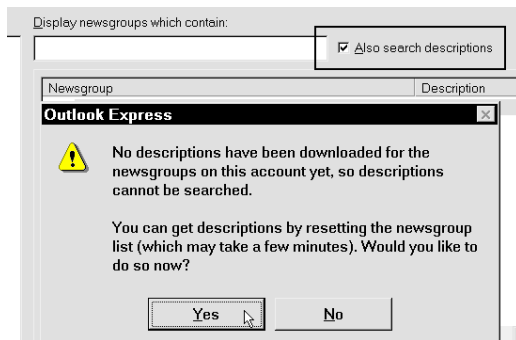 Display newsgroups which contain:
Also search descriptions
Newsgroup Description
Outlook Express
No descriptions have been downloaded for the
newsgroups on this account yet, so descriptions
cannot be searched.
You can get descriptions by resetting the newsgroup
list (which may take a few minutes). Would you like to
do so now?
Yes No